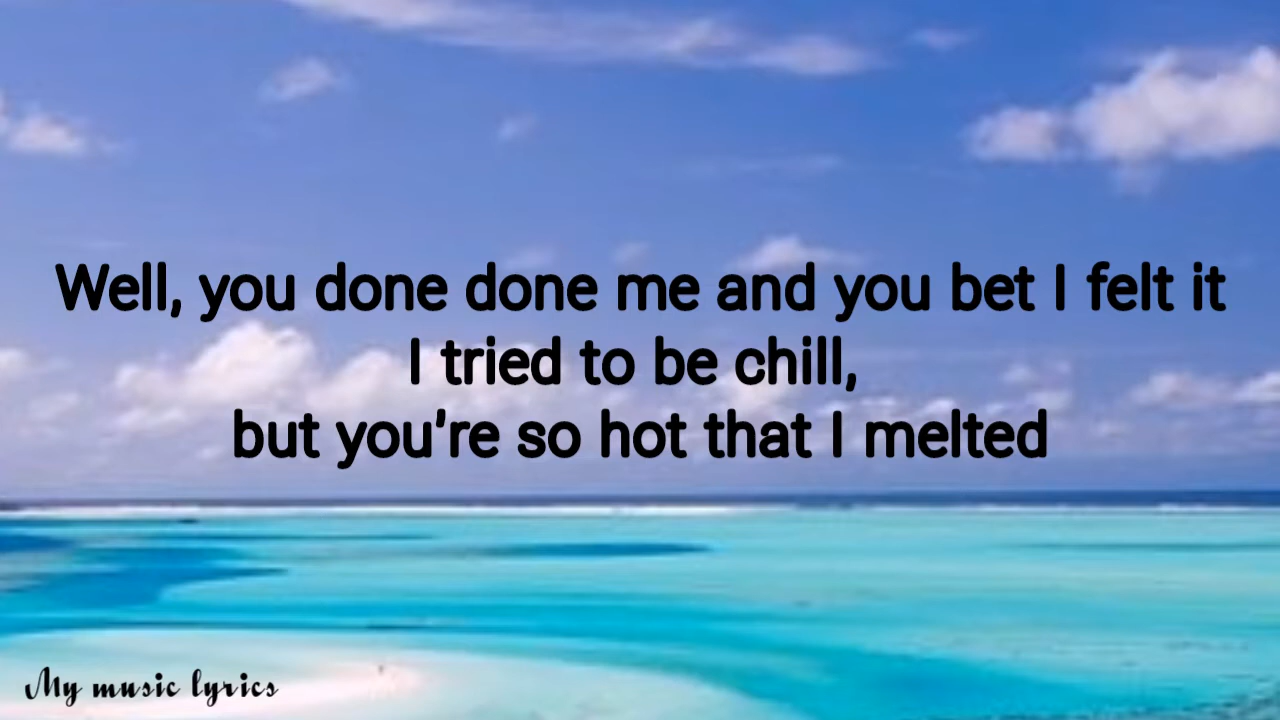 Well, you done done me and you bet I felt it
I tried to be chill,
but you're so hot that I melted
My music lyrics